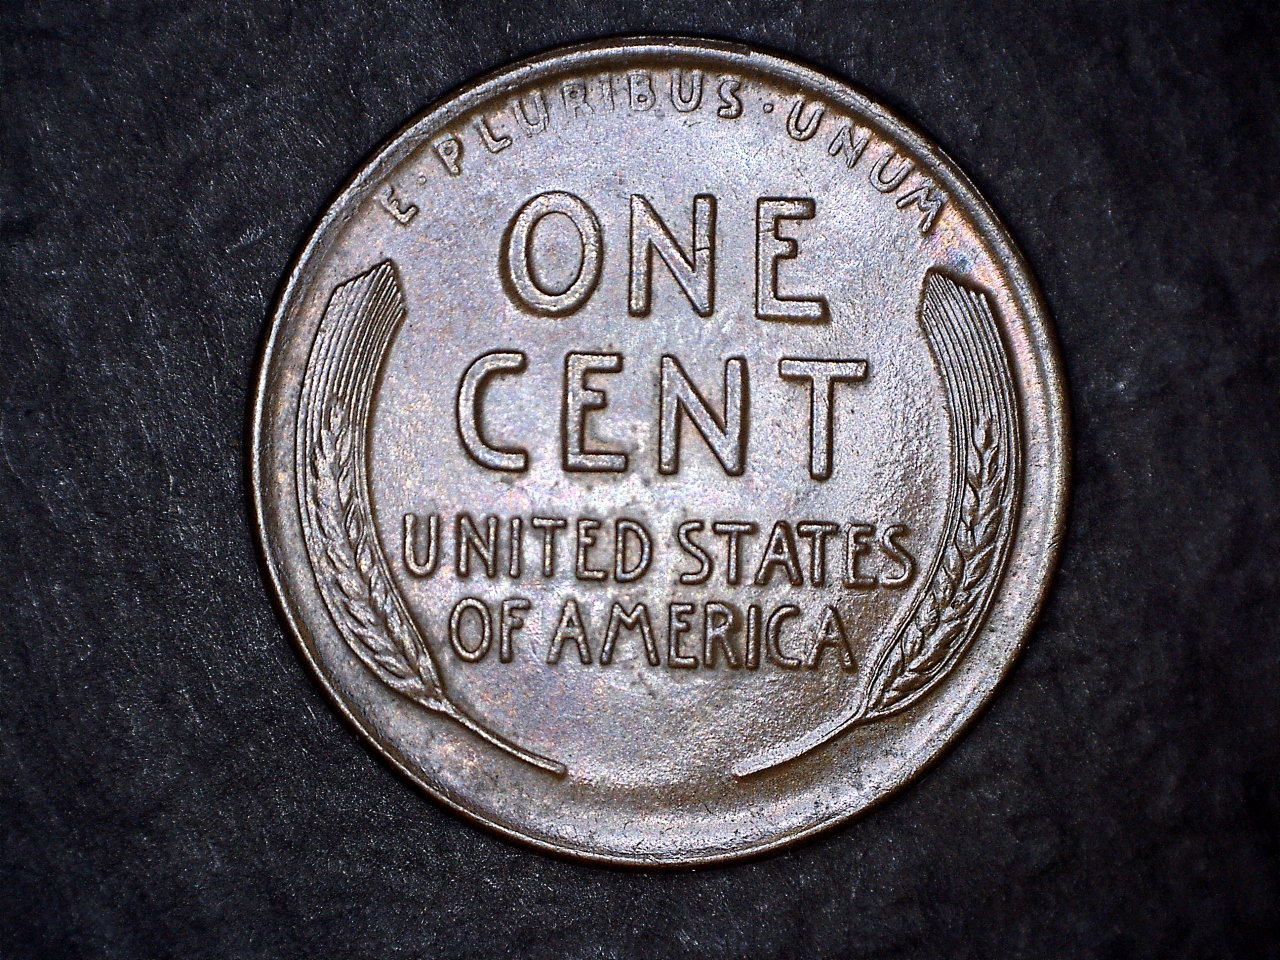 E · PLURIBUS · UNUM
ONE
CENT
UNITED STATES
OF AMERICA